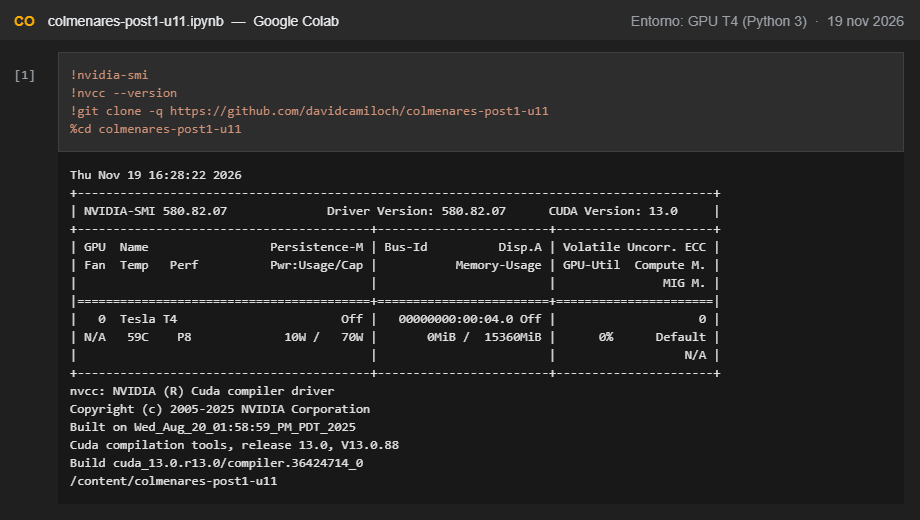 CO colmenares-post1-u11.ipynb — Google Colab Entorno: GPU T4 (Python 3) · 19 nov 2026
[1] !nvidia-smi
!nvcc --version
!git clone -q https://github.com/davidcamiloch/colmenares-post1-u11
%cd colmenares-post1-u11
Thu Nov 19 16:28:22 2026
+-----------------------------------------------------------------------------------------+
| NVIDIA-SMI 580.82.07              Driver Version: 580.82.07      CUDA Version: 13.0     |
+-----------------------------------------+------------------------+----------------------+
| GPU  Name                 Persistence-M | Bus-Id          Disp.A | Volatile Uncorr. ECC |
| Fan  Temp   Perf          Pwr:Usage/Cap |           Memory-Usage | GPU-Util  Compute M. |
|                                         |                        |               MIG M. |
|=========================================+========================+======================|
|   0  Tesla T4                       Off |   00000000:00:04.0 Off |                    0 |
| N/A   59C    P8             10W /   70W |       0MiB /  15360MiB |      0%      Default |
|                                         |                        |                  N/A |
+-----------------------------------------+------------------------+----------------------+
nvcc: NVIDIA (R) Cuda compiler driver
Copyright (c) 2005-2025 NVIDIA Corporation
Built on Wed_Aug_20_01:58:59_PM_PDT_2025
Cuda compilation tools, release 13.0, V13.0.88
Build cuda_13.0.r13.0/compiler.36424714_0
/content/colmenares-post1-u11